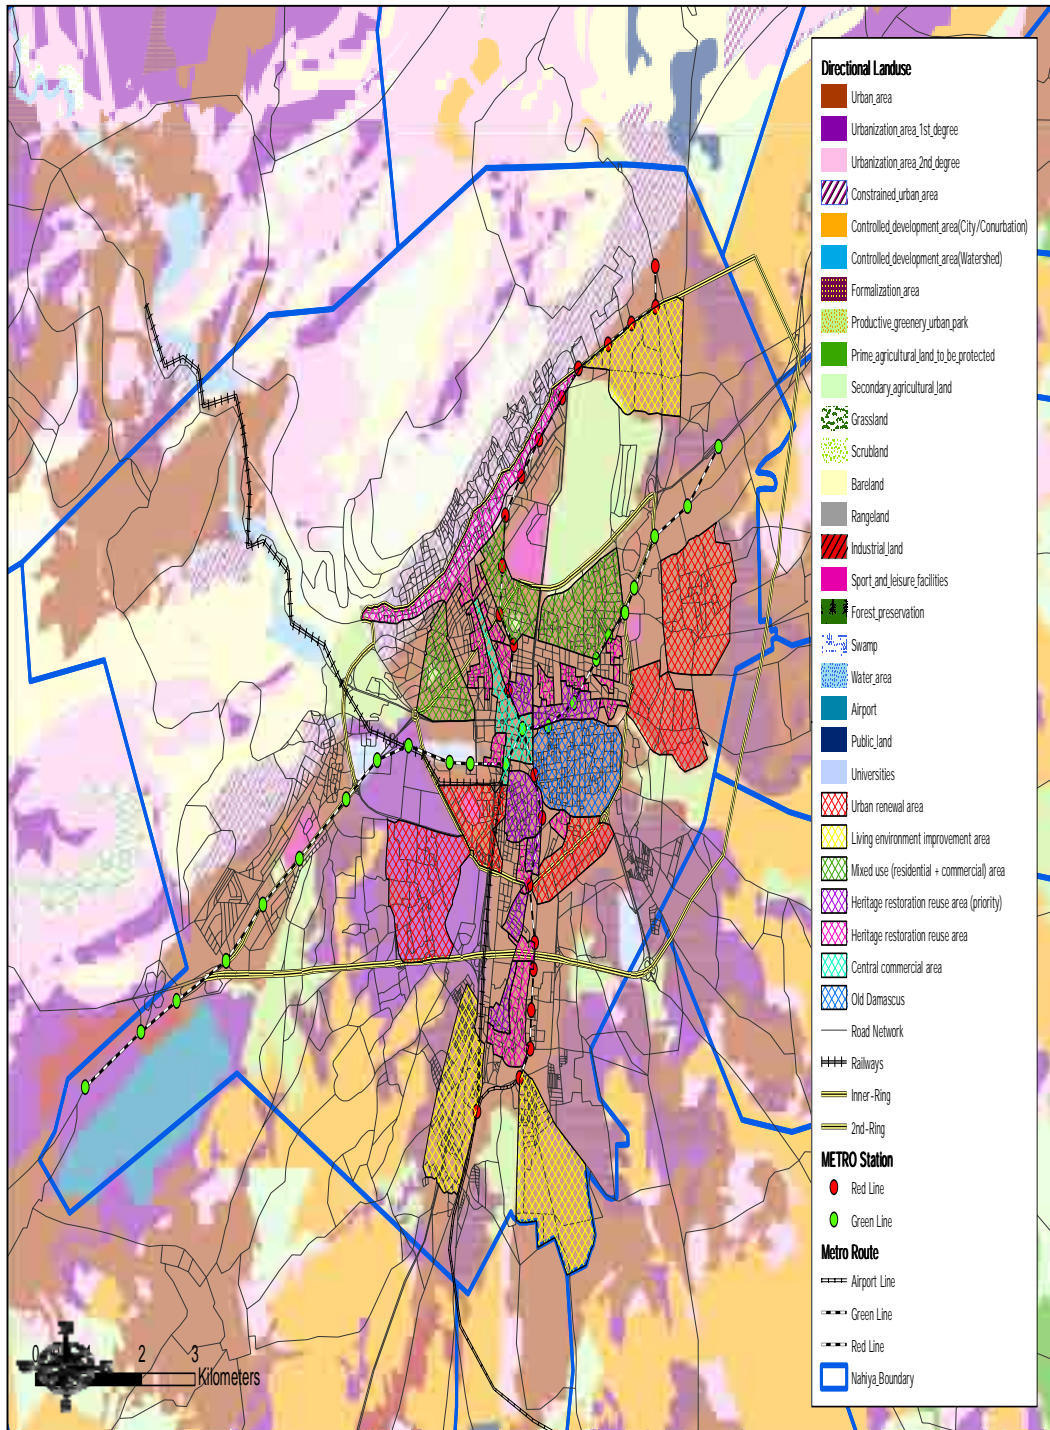 Directional Landuse
Urban_area
Urbanization_area_1st_degree
Urbanization_area_2nd_degree
Constrained_urban_area
Controlled_development_area(City/Conurbation)
Controlled_development_area(Watershed)
Formalization_area
Productive_greenery_urban_park
Prime_agricultural_land_to_be_protected
Secondary_agricultural_land
Grassland
Scrubland
Bareland
Rangeland
Industrial_land
Sport_and_leisure_facilities
Forest_preservation
Swamp
Water_area
Airport
Public_land
Universities
Urban renewal area
Living environment improvement area
Mixed use (residential + commercial) area
Heritage restoration reuse area (priority)
Heritage restoration reuse area
Central commercial area
Old Damascus
Road Network
Railways
Inner-Ring
2nd-Ring
METRO Station
Red Line
Green Line
Metro Route
Airport Line
Green Line
Red Line
Nahiya_Boundary
0 1 2 3
Kilometers